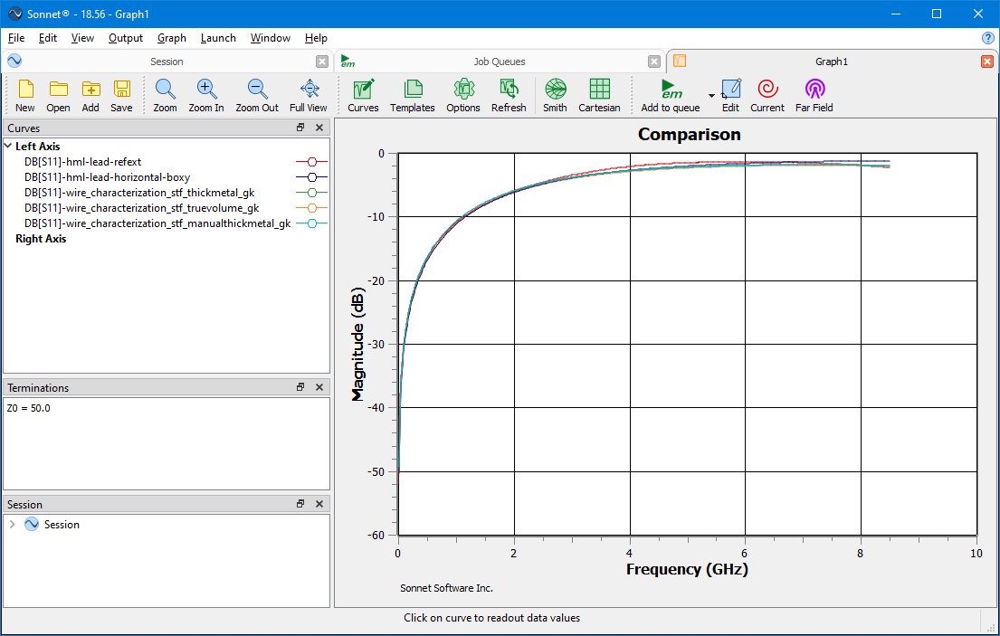 Sonnet® - 18.56 - Graph1
File Edit View Output Graph Launch Window Help
Session
em
Job Queues
Graph1
New Open Add Save Zoom Zoom In Zoom Out Full View Curves Templates Options Refresh Smith Cartesian em Add to queue Edit Current Far Field
Curves
Left Axis
DB[S11]-hml-lead-refext
DB[S11]-hml-lead-horizontal-boxy
DB[S11]-wire_characterization_stf_thickmetal_gk
DB[S11]-wire_characterization_stf_truevolume_gk
DB[S11]-wire_characterization_stf_manualthickmetal_gk
Right Axis
Terminations
Z0 = 50.0
Session
Session
Comparison
Magnitude (dB)
0
-10
-20
-30
-40
-50
-60
0 2 4 6 8 10
Frequency (GHz)
Sonnet Software Inc.
Click on curve to readout data values